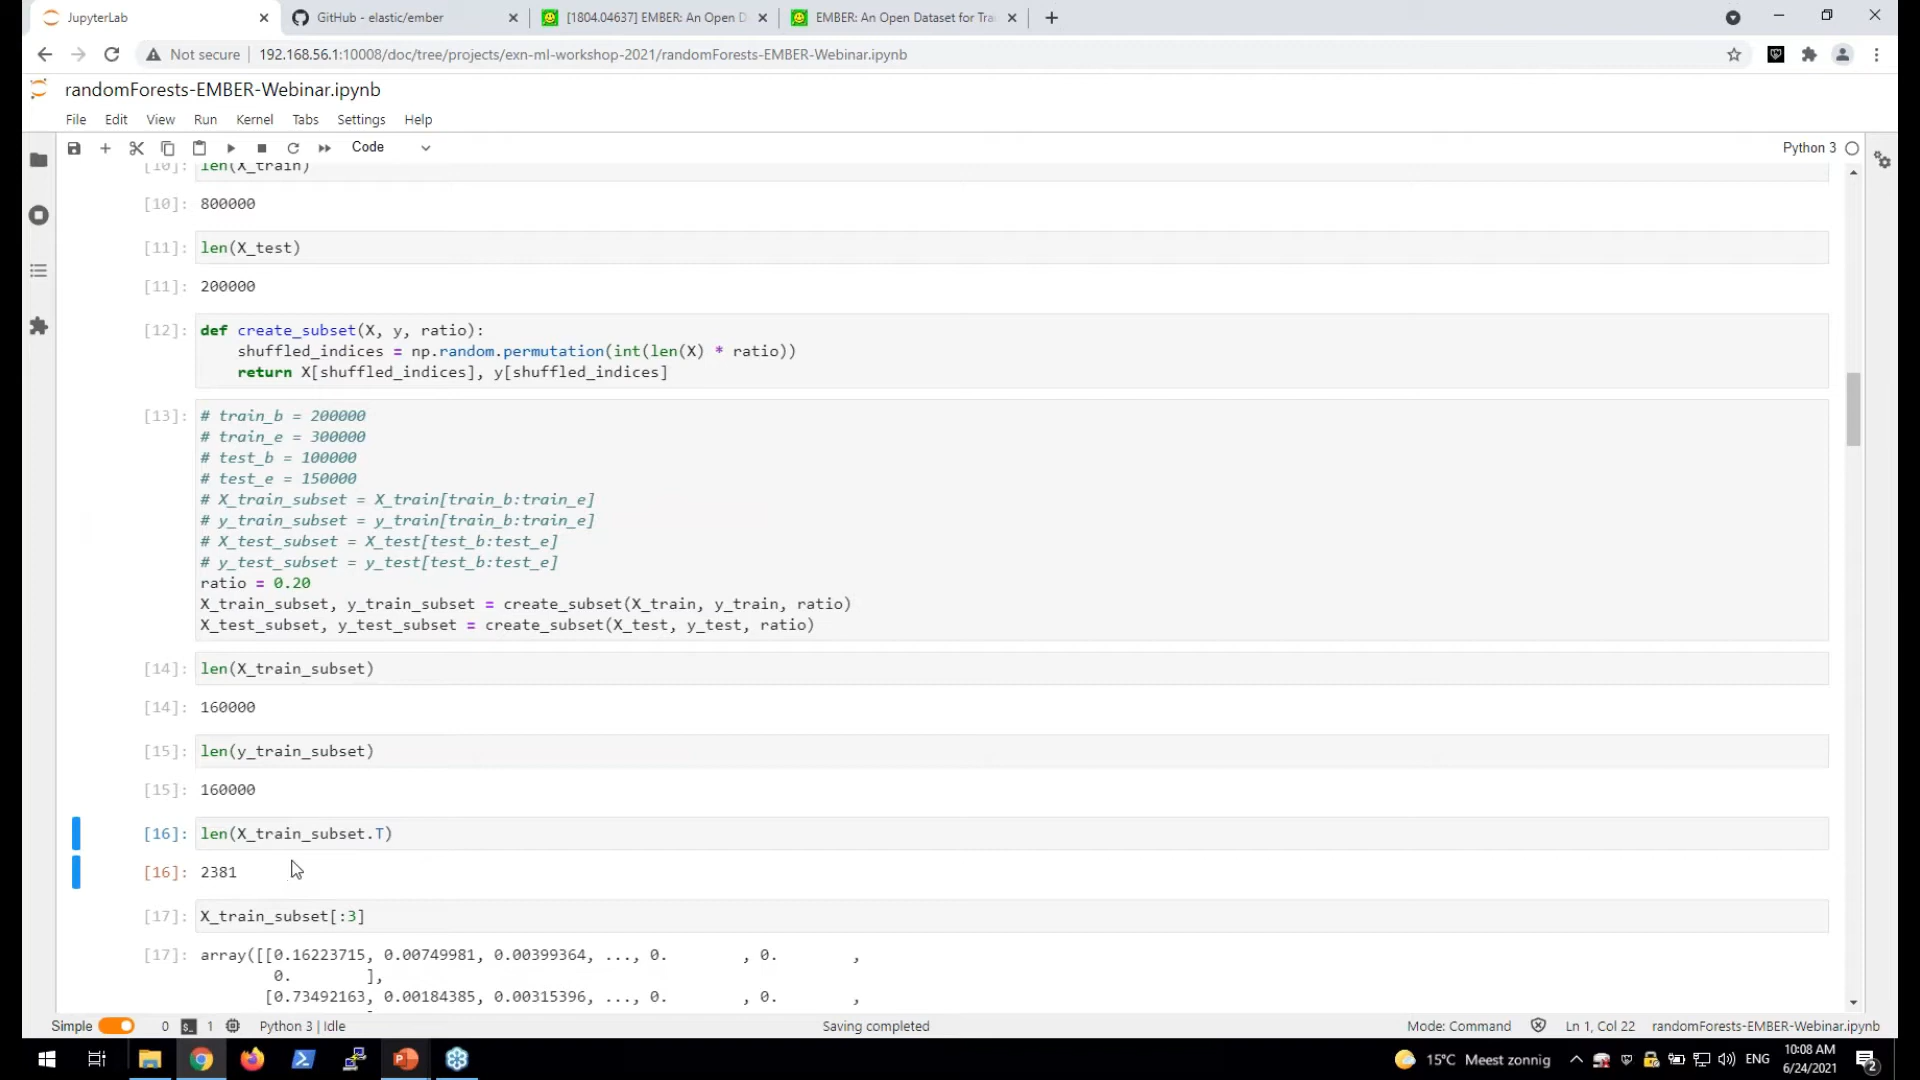 JupyterLab
GitHub - elastic/ember
[1804.04637] EMBER: An Open D
EMBER: An Open Dataset for Tra
Not secure
192.168.56.1:10008/doc/tree/projects/exn-ml-workshop-2021/randomForests-EMBER-Webinar.ipynb
randomForests-EMBER-Webinar.ipynb
File Edit View Run Kernel Tabs Settings Help
Code
Python 3
[10]: len(X_train)
[10]: 800000
[11]: len(X_test)
[11]: 200000
[12]: def create_subset(X, y, ratio):
shuffled_indices = np.random.permutation(int(len(X) * ratio))
return X[shuffled_indices], y[shuffled_indices]
[13]: # train_b = 200000
# train_e = 300000
# test_b = 100000
# test_e = 150000
# X_train_subset = X_train[train_b:train_e]
# y_train_subset = y_train[train_b:train_e]
# X_test_subset = X_test[test_b:test_e]
# y_test_subset = y_test[test_b:test_e]
ratio = 0.20
X_train_subset, y_train_subset = create_subset(X_train, y_train, ratio)
X_test_subset, y_test_subset = create_subset(X_test, y_test, ratio)
[14]: len(X_train_subset)
[14]: 160000
[15]: len(y_train_subset)
[15]: 160000
[16]: len(X_train_subset.T)
[16]: 2381
[17]: X_train_subset[:3]
[17]: array([[0.16223715, 0.00749981, 0.00399364, ..., 0. , 0. ,
0. ],
[0.73492163, 0.00184385, 0.00315396, ..., 0. , 0. ,
Simple 0 1 Python 3 | Idle Saving completed Mode: Command Ln 1, Col 22 randomForests-EMBER-Webinar.ipynb
15°C Meest zonnig ENG 10:08 AM
6/24/2021
2